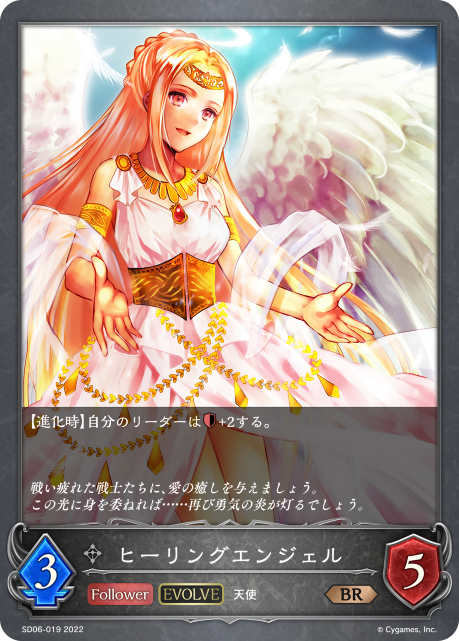 【進化時】自分のリーダーは+2する。
戦い疲れた戦士たちに、愛の癒しを与えましょう。
この光に身を委ねれば……再び勇気の炎が灯るでしょう。
3
ヒーリングエンジェル
5
Follower EVOLVE 天使 BR
SD06-019 2022 © Cygames, Inc.